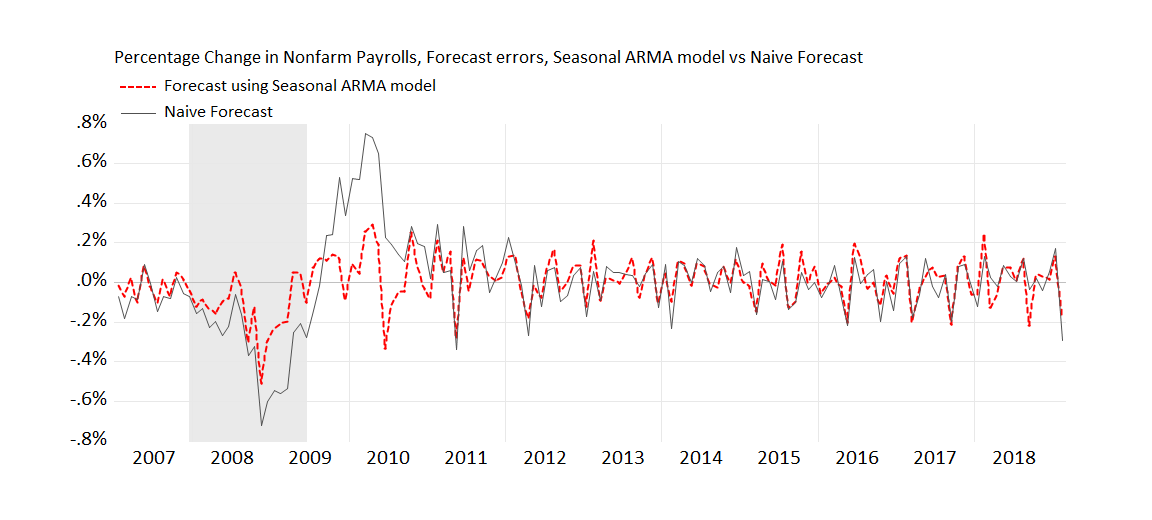 Percentage Change in Nonfarm Payrolls, Forecast errors, Seasonal ARMA model vs Naive Forecast
Forecast using Seasonal ARMA model
Naive Forecast
.8%
.6%
.4%
.2%
.0%
-.2%
-.4%
-.6%
-.8%
2007 2008 2009 2010 2011 2012 2013 2014 2015 2016 2017 2018